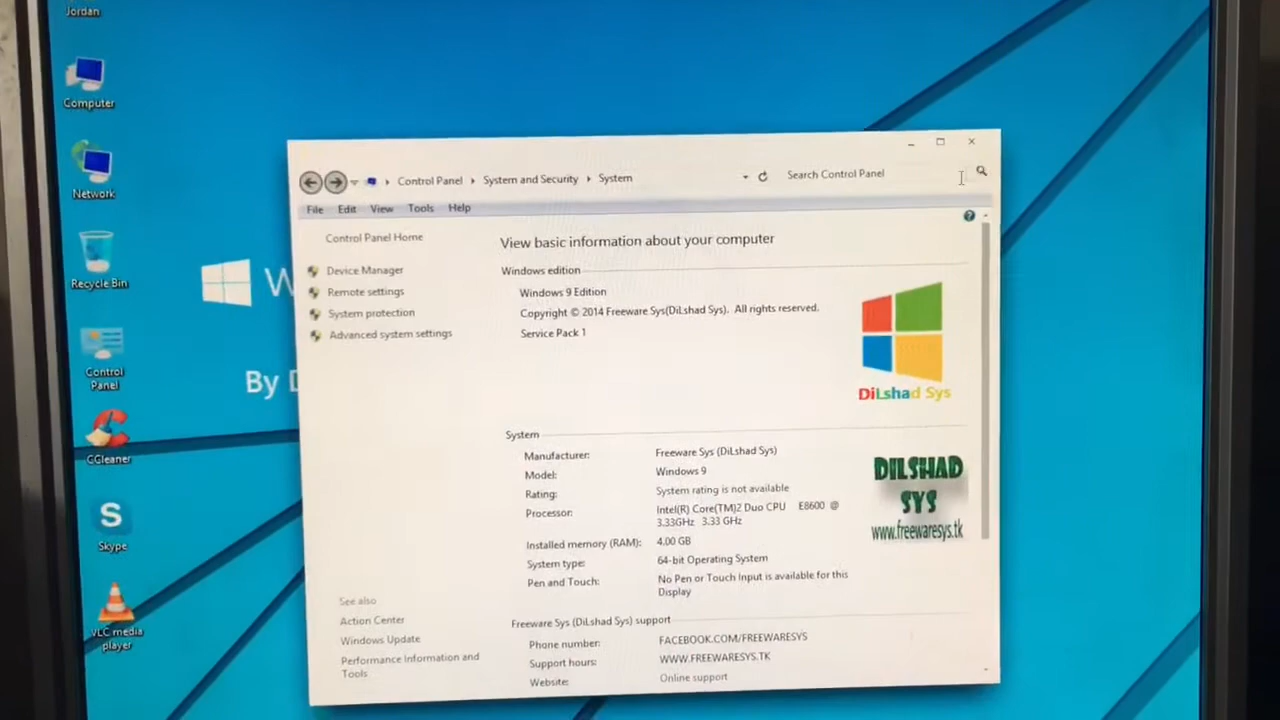 Jordan
Computer
Network
Recycle Bin
Control
Panel
CCleaner
S
Skype
VLC media
player
W
By D
Control Panel
System and Security
System
Search Control Panel
File Edit View Tools Help
Control Panel Home
Device Manager
Remote settings
System protection
Advanced system settings
See also
Action Center
Windows Update
Performance Information and
Tools
View basic information about your computer
Windows edition
Windows 9 Edition
Copyright © 2014 Freeware Sys(DiLshad Sys). All rights reserved.
Service Pack 1
DiLshad Sys
System
Manufacturer: Freeware Sys (DiLshad Sys)
Model: Windows 9
Rating: System rating is not available
Processor: Intel(R) Core(TM)2 Duo CPU E8600 @
3.33GHz 3.33 GHz
Installed memory (RAM): 4.00 GB
System type: 64-bit Operating System
Pen and Touch: No Pen or Touch Input is available for this
Display
DILSHAD
SYS
www.freewaresys.tk
Freeware Sys (DiLshad Sys) support
Phone number: FACEBOOK.COM/FREEWARESYS
Support hours: WWW.FREEWARESYS.TK
Website: Online support